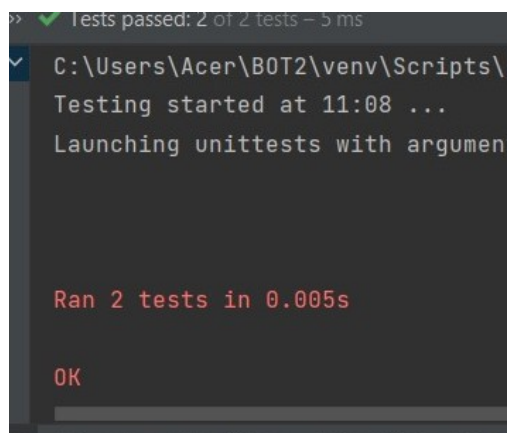 Tests passed: 2 of 2 tests – 5 ms
C:\Users\Acer\BOT2\venv\Scripts\
Testing started at 11:08 ...
Launching unittests with argumen
Ran 2 tests in 0.005s
OK